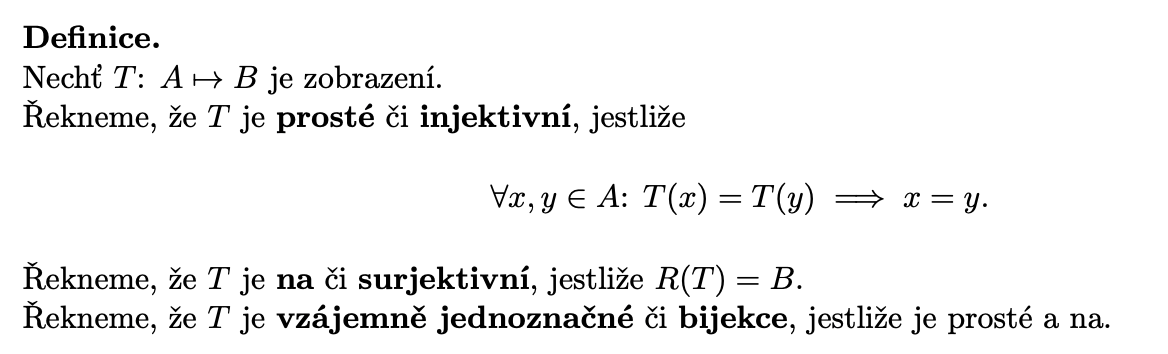 Definice.
Nechť T: A ↦ B je zobrazení.
Řekneme, že T je prosté či injektivní, jestliže
∀x, y ∈ A: T(x) = T(y) ⟹ x = y.
Řekneme, že T je na či surjektivní, jestliže R(T) = B.
Řekneme, že T je vzájemně jednoznačné či bijekce, jestliže je prosté a na.